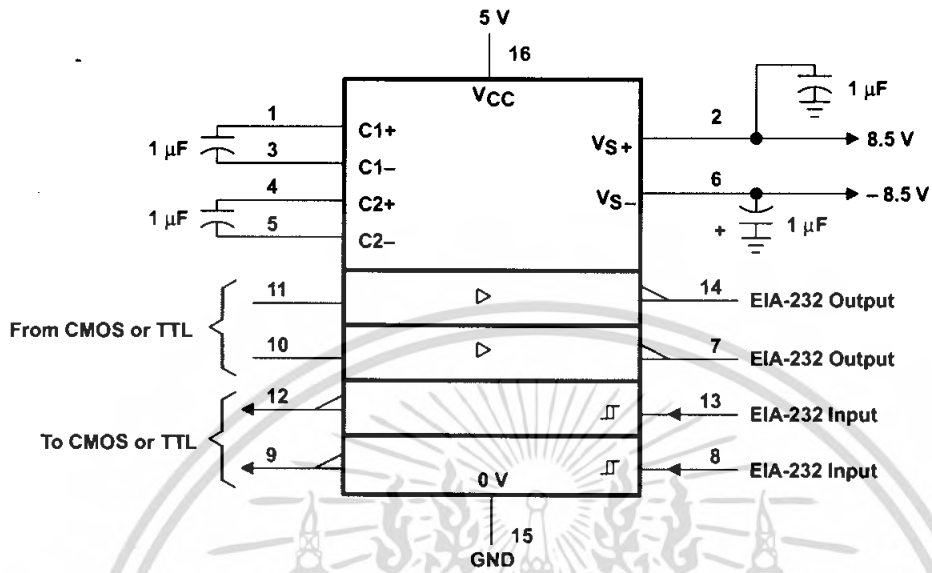 5 V
16
VCC
1 μF
1
C1+
3
C1–
1 μF
4
C2+
5
C2–
VS+
2
1 μF
8.5 V
VS–
6
– 8.5 V
+
1 μF
From CMOS or TTL
11
14
EIA-232 Output
10
7
EIA-232 Output
To CMOS or TTL
12
13
EIA-232 Input
9
8
EIA-232 Input
0 V
15
GND